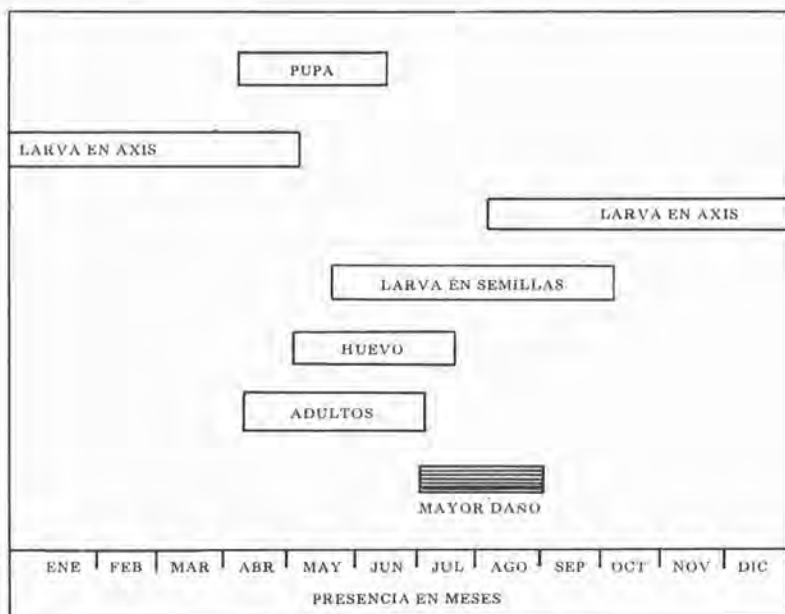 PUPA
LARVA EN AXIS
LARVA EN AXIS
LARVA EN SEMILLAS
HUEVO
ADULTOS
MAYOR DAÑO
ENE FEB MAR ABR MAY JUN JUL AGO SEP OCT NOV DIC
PRESENCIA EN MESES